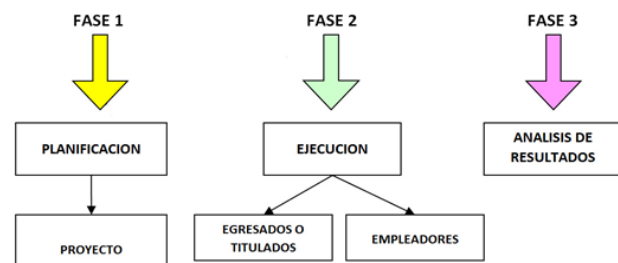 FASE 1
FASE 2
FASE 3
PLANIFICACION
EJECUCION
ANALISIS DE
RESULTADOS
PROYECTO
EGRESADOS O
TITULADOS
EMPLEADORES